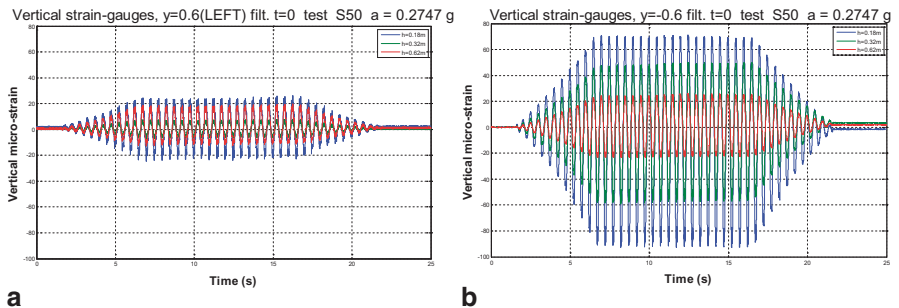 Vertical strain-gauges, y=0.6(LEFT) filt. t=0 test S50 a = 0.2747 g
80
60
40
20
0
-20
-40
-60
-80
-100
0 5 10 15 20 25
Vertical micro-strain
Time (s)
h=0.18m
h=0.32m
h=0.62m
a
Vertical strain-gauges, y=-0.6 filt. t=0 test S50 a = 0.2747 g
80
60
40
20
0
-20
-40
-60
-80
-100
0 5 10 15 20 25
Vertical micro-strain
Time (s)
h=0.18m
h=0.32m
h=0.62m
b